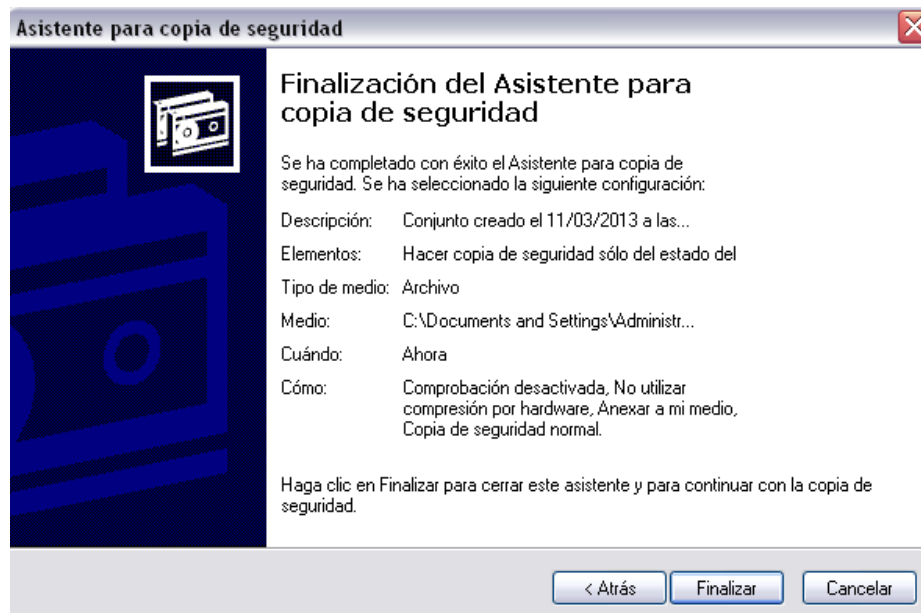 Asistente para copia de seguridad
Finalización del Asistente para
copia de seguridad
Se ha completado con éxito el Asistente para copia de
seguridad. Se ha seleccionado la siguiente configuración:
Descripción: Conjunto creado el 11/03/2013 a las...
Elementos: Hacer copia de seguridad sólo del estado del
Tipo de medio: Archivo
Medio: C:\Documents and Settings\Administr...
Cuándo: Ahora
Cómo: Comprobación desactivada, No utilizar
compresión por hardware, Anexar a mi medio,
Copia de seguridad normal.
Haga clic en Finalizar para cerrar este asistente y para continuar con la copia de
seguridad.
< Atrás Finalizar Cancelar